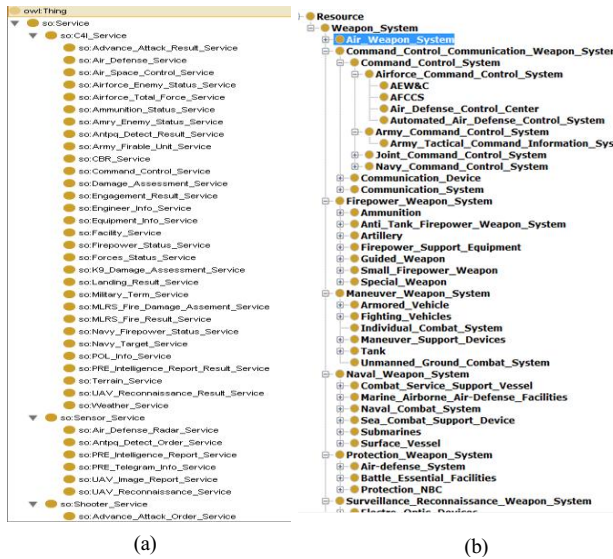 owl:Thing
so:Service
so:C4I_Service
so:Advance_Attack_Result_Service
so:Air_Defense_Service
so:Air_Space_Control_Service
so:Airforce_Enemy_Status_Service
so:Airforce_Total_Force_Service
so:Ammunition_Status_Service
so:Amry_Enemy_Status_Service
so:Antpq_Detect_Result_Service
so:Army_Firable_Unit_Service
so:CBR_Service
so:Command_Control_Service
so:Damage_Assessment_Service
so:Engagement_Result_Service
so:Engineer_Info_Service
so:Equipment_Info_Service
so:Facility_Service
so:Firepower_Status_Service
so:Forces_Status_Service
so:K9_Damage_Assessment_Service
so:Landing_Result_Service
so:Military_Term_Service
so:MLRS_Fire_Damage_Assement_Service
so:MLRS_Fire_Result_Service
so:Navy_Firepower_Status_Service
so:Navy_Target_Service
so:POL_Info_Service
so:PRE_Intelligence_Report_Result_Service
so:Terrain_Service
so:UAV_Reconnaissance_Result_Service
so:Weather_Service
so:Sensor_Service
so:Air_Defense_Radar_Service
so:Antpq_Detect_Order_Service
so:PRE_Intelligence_Report_Service
so:PRE_Telegram_Info_Service
so:UAV_Image_Report_Service
so:UAV_Reconnaissance_Service
so:Shooter_Service
so:Advance_Attack_Order_Service
(a)
Resource
Weapon_System
Air_Weapon_System
Command_Control_Communication_Weapon_System
Command_Control_System
Airforce_Command_Control_System
AEW&C
AFCCS
Air_Defense_Control_Center
Automated_Air_Defense_Control_System
Army_Command_Control_System
Army_Tactical_Command_Information_Sys
Joint_Command_Control_System
Navy_Command_Control_System
Communication_Device
Communication_System
Firepower_Weapon_System
Ammunition
Anti_Tank_Firepower_Weapon_System
Artillery
Firepower_Support_Equipment
Guided_Weapon
Small_Firepower_Weapon
Special_Weapon
Maneuver_Weapon_System
Armored_Vehicle
Fighting_Vehicles
Individual_Combat_System
Maneuver_Support_Devices
Tank
Unmanned_Ground_Combat_System
Naval_Weapon_System
Combat_Service_Support_Vessel
Marine_Airborne_Air-Defense_Facilities
Naval_Combat_System
Sea_Combat_Support_Device
Submarines
Surface_Vessel
Protection_Weapon_System
Air-defense_System
Battle_Essential_Facilities
Protection_NBC
Surveillance_Reconnaissance_Weapon_System
Electro_Optic_Devices
(b)